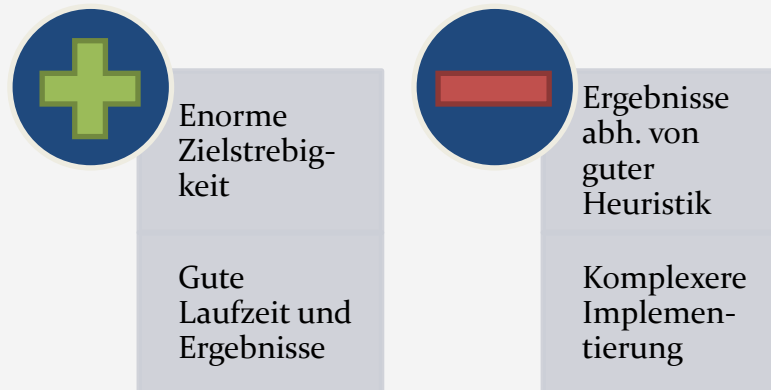 Enorme
Zielstrebig-
keit
Gute
Laufzeit und
Ergebnisse
Ergebnisse
abh. von
guter
Heuristik
Komplexere
Implemen-
tierung